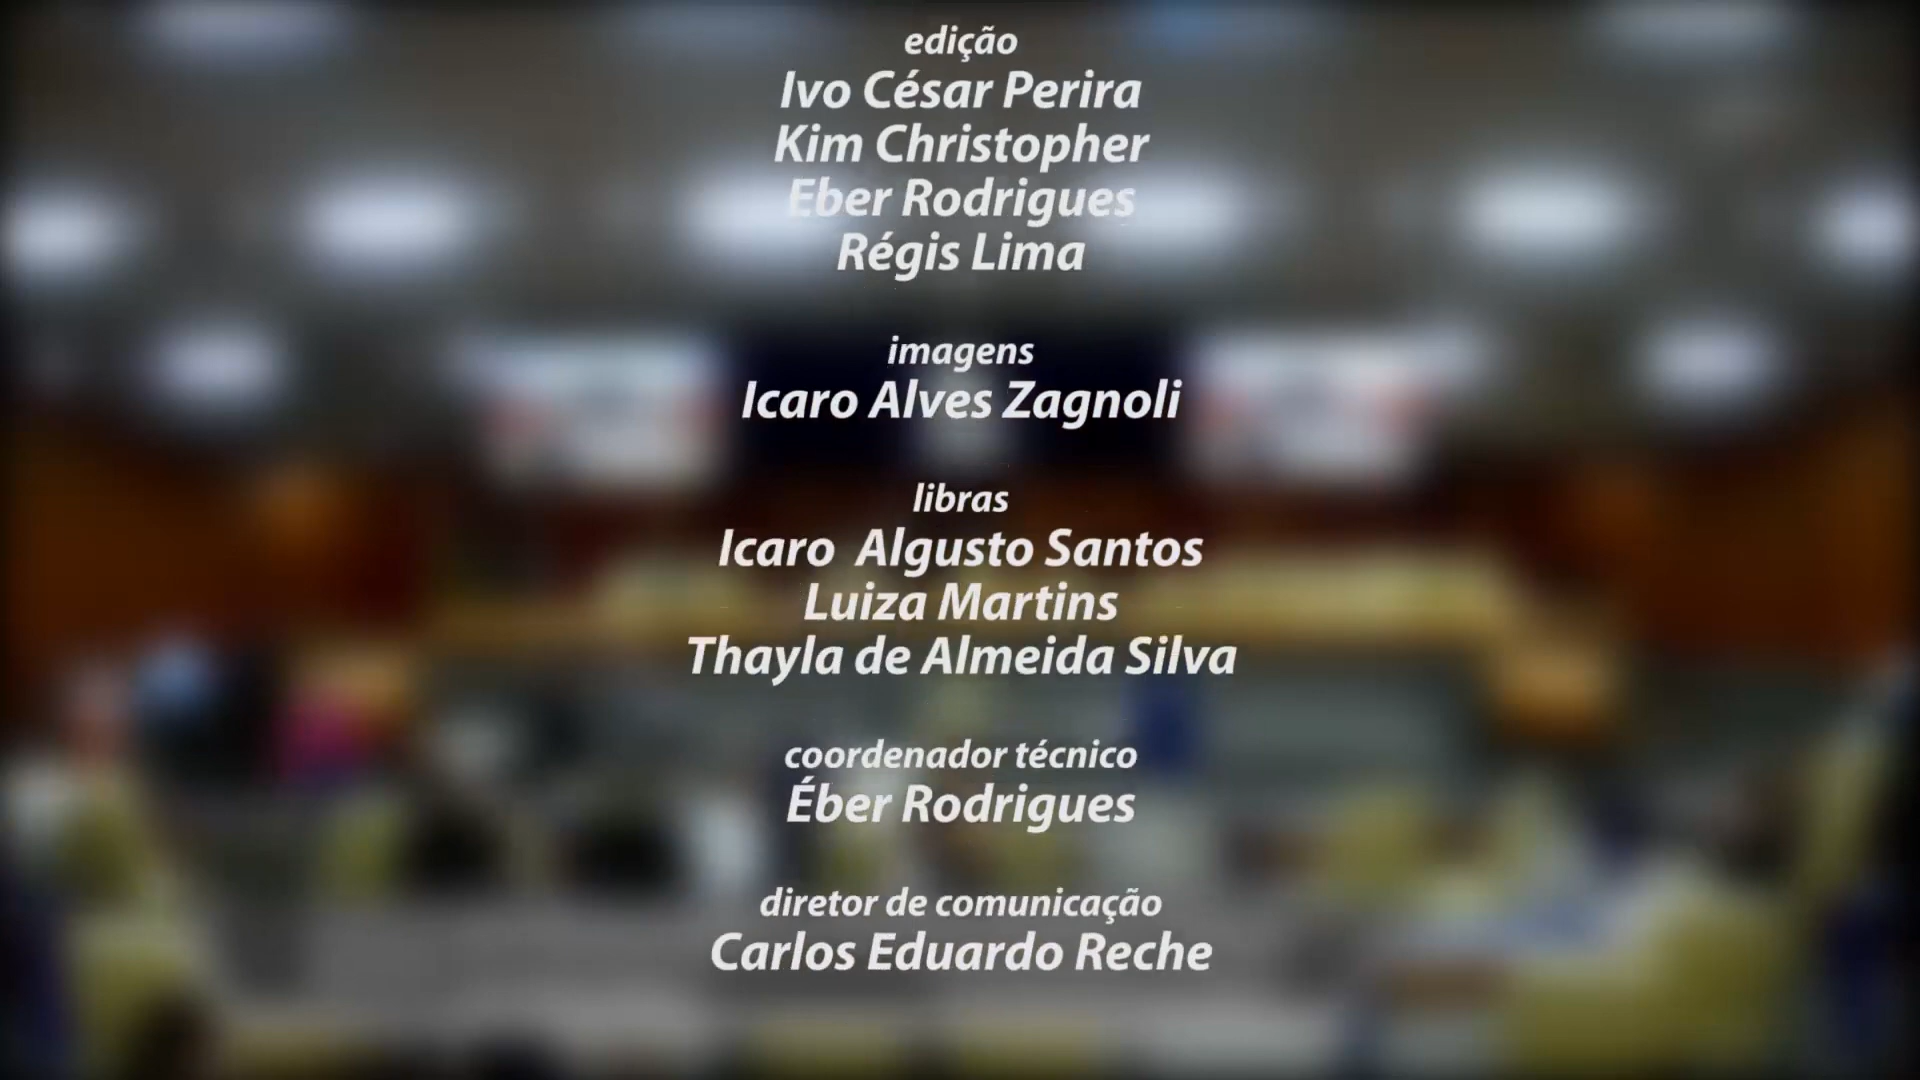 edição
Ivo César Perira
Kim Christopher
Eber Rodrigues
Régis Lima
imagens
Icaro Alves Zagnoli
libras
Icaro  Algusto Santos
Luiza Martins
Thayla de Almeida Silva
coordenador técnico
Éber Rodrigues
diretor de comunicação
Carlos Eduardo Reche